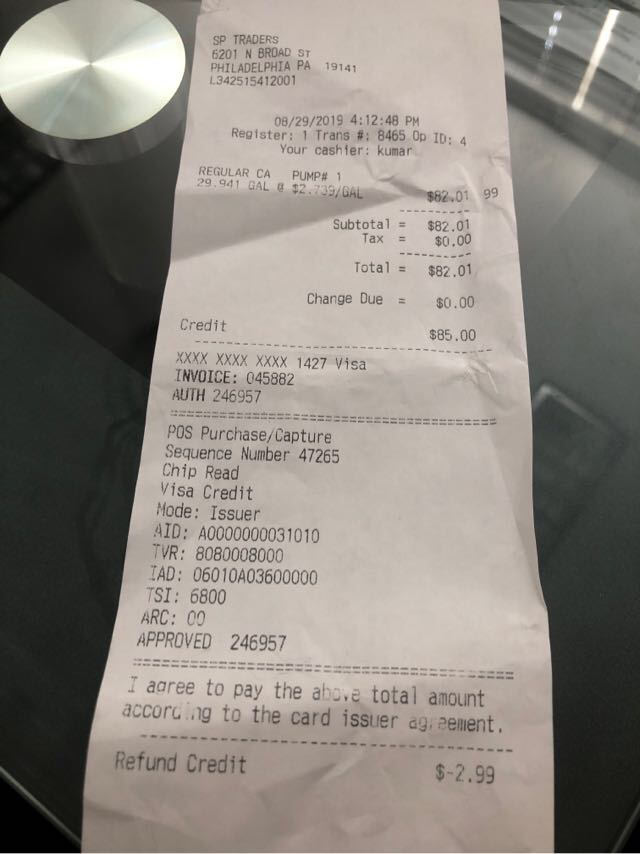 SP TRADERS
6201 N BROAD ST
PHILADELPHIA PA 19141
L342515412001
08/29/2019 4:12:48 PM
Register: 1 Trans #: 8465 Op ID: 4
Your cashier: kumar
REGULAR CA PUMP# 1
29.941 GAL @ $2.739/GAL
$82.01 99
Subtotal = $82.01
Tax = $0.00
Total = $82.01
Change Due = $0.00
Credit $85.00
XXXX XXXX XXXX 1427 Visa
INVOICE: 045882
AUTH 246957
POS Purchase/Capture
Sequence Number 47265
Chip Read
Visa Credit
Mode: Issuer
AID: A0000000031010
TVR: 8080008000
IAD: 06010A03600000
TSI: 6800
ARC: 00
APPROVED 246957
I agree to pay the above total amount
according to the card issuer agreement.
Refund Credit $-2.99